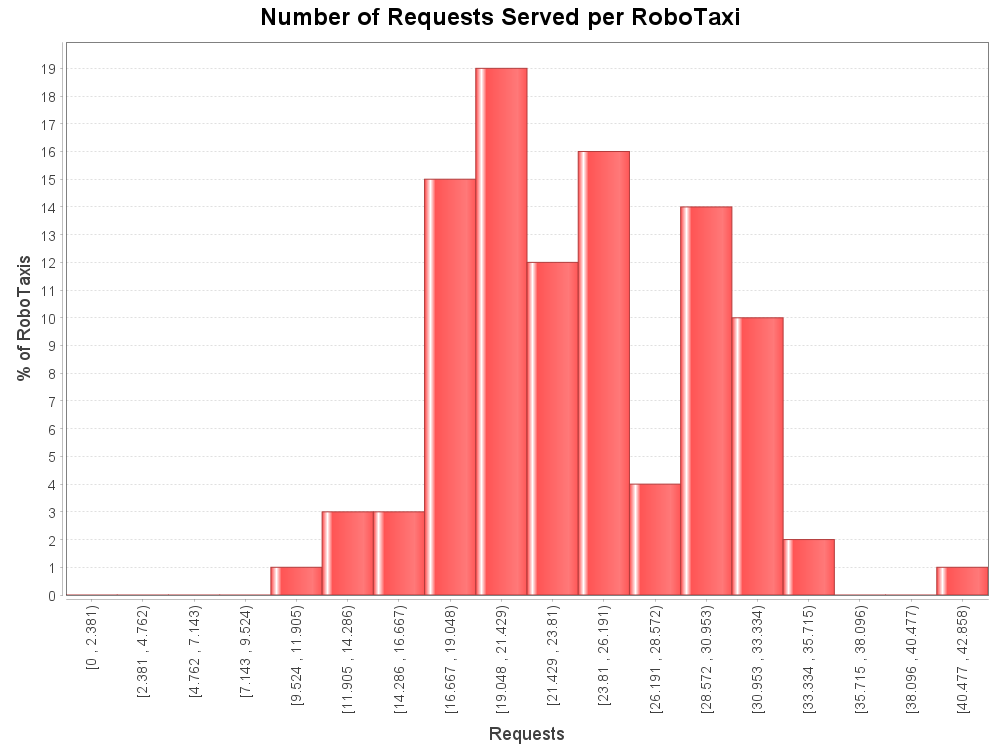 Number of Requests Served per RoboTaxi
% of RoboTaxis
19
18
17
16
15
14
13
12
11
10
9
8
7
6
5
4
3
2
1
0
[0 , 2.381)
[2.381 , 4.762)
[4.762 , 7.143)
[7.143 , 9.524)
[9.524 , 11.905)
[11.905 , 14.286)
[14.286 , 16.667)
[16.667 , 19.048)
[19.048 , 21.429)
[21.429 , 23.81)
[23.81 , 26.191)
[26.191 , 28.572)
[28.572 , 30.953)
[30.953 , 33.334)
[33.334 , 35.715)
[35.715 , 38.096)
[38.096 , 40.477)
[40.477 , 42.858)
Requests